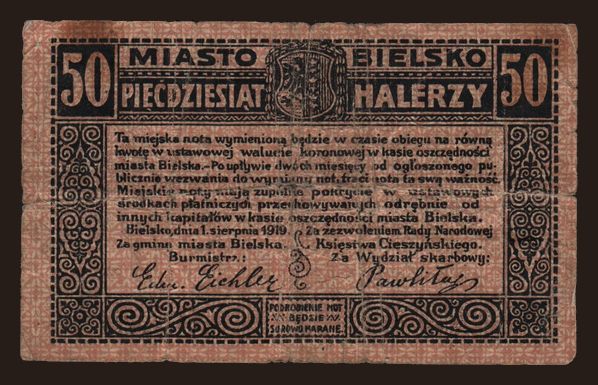 50 MIASTO BIELSKO 50
PIĘĆDZIESIĄT HALERZY
Ta miejska nota wymienioną będzie w czasie obiegu na równą
kwotę w ustawowej walucie koronowej w kasie oszczędności
miasta Bielska. Po upływie dwóch miesięcy od ogłoszonego pu-
blicznie wezwania do wymiany not, traci nota ta swą ważność.
Miejskie noty mają zupełne pokrycie w ustawowych
środkach płatniczych przechowywanych odrębnie od
innych kapitałów w kasie oszczędności miasta Bielska.
Bielsko, dnia 1. sierpnia 1919. Za zezwoleniem Rady Narodowej
Za gminę miasta Bielska Księstwa Cieszyńskiego.
Burmistrz: Za Wydział skarbowy:
Edw. Eichler
PODROBIENIE NOT
BĘDZIE
SUROWO KARANE.